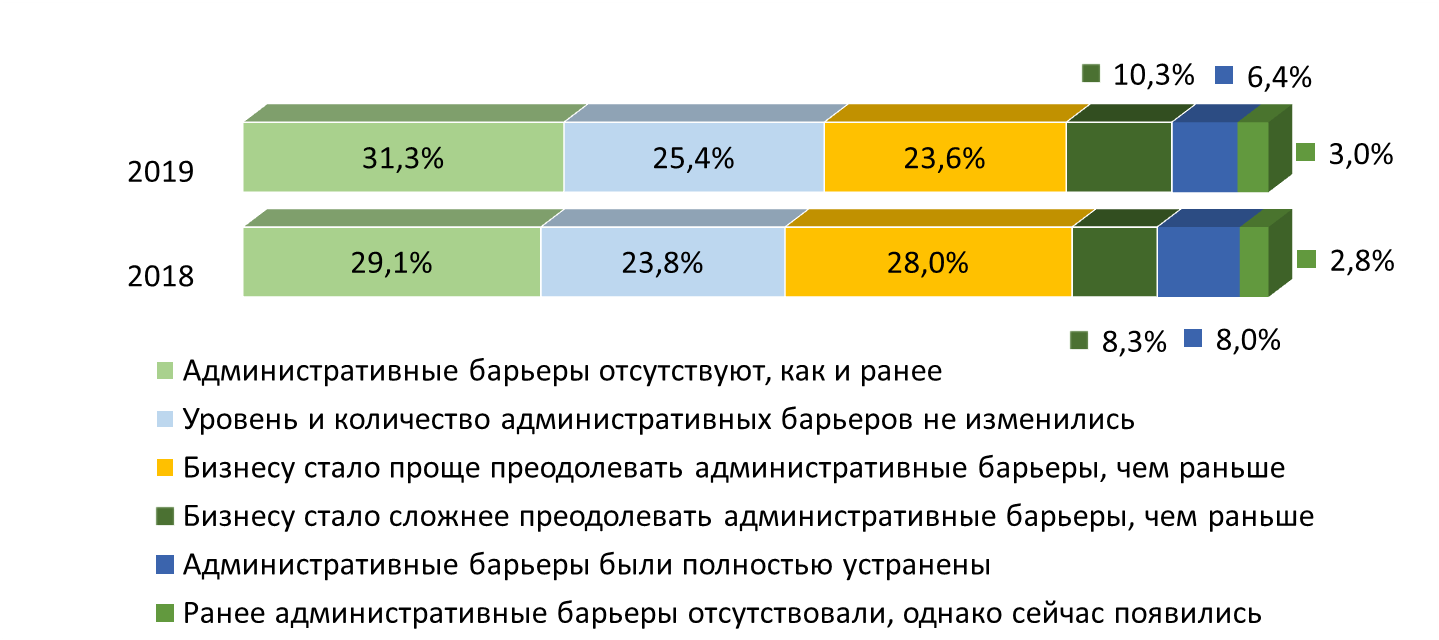 10,3% 6,4%
2019 31,3% 25,4% 23,6% 3,0%
2018 29,1% 23,8% 28,0% 2,8%
8,3% 8,0%
Административные барьеры отсутствуют, как и ранее
Уровень и количество административных барьеров не изменились
Бизнесу стало проще преодолевать административные барьеры, чем раньше
Бизнесу стало сложнее преодолевать административные барьеры, чем раньше
Административные барьеры были полностью устранены
Ранее административные барьеры отсутствовали, однако сейчас появились